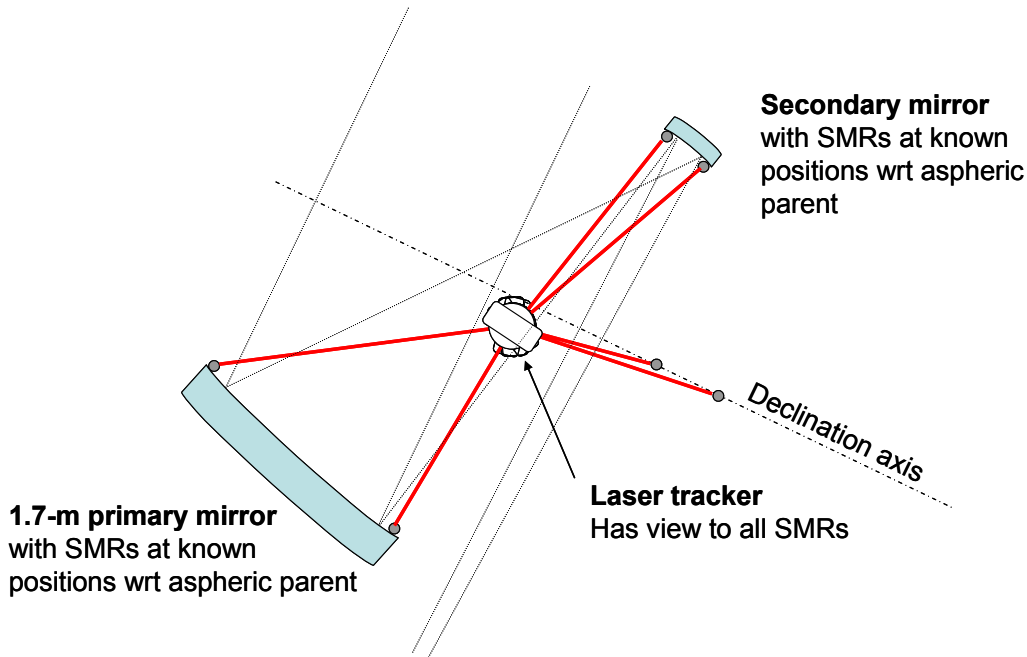 Secondary mirror
with SMRs at known
positions wrt aspheric
parent
Declination axis
Laser tracker
Has view to all SMRs
1.7-m primary mirror
with SMRs at known
positions wrt aspheric parent